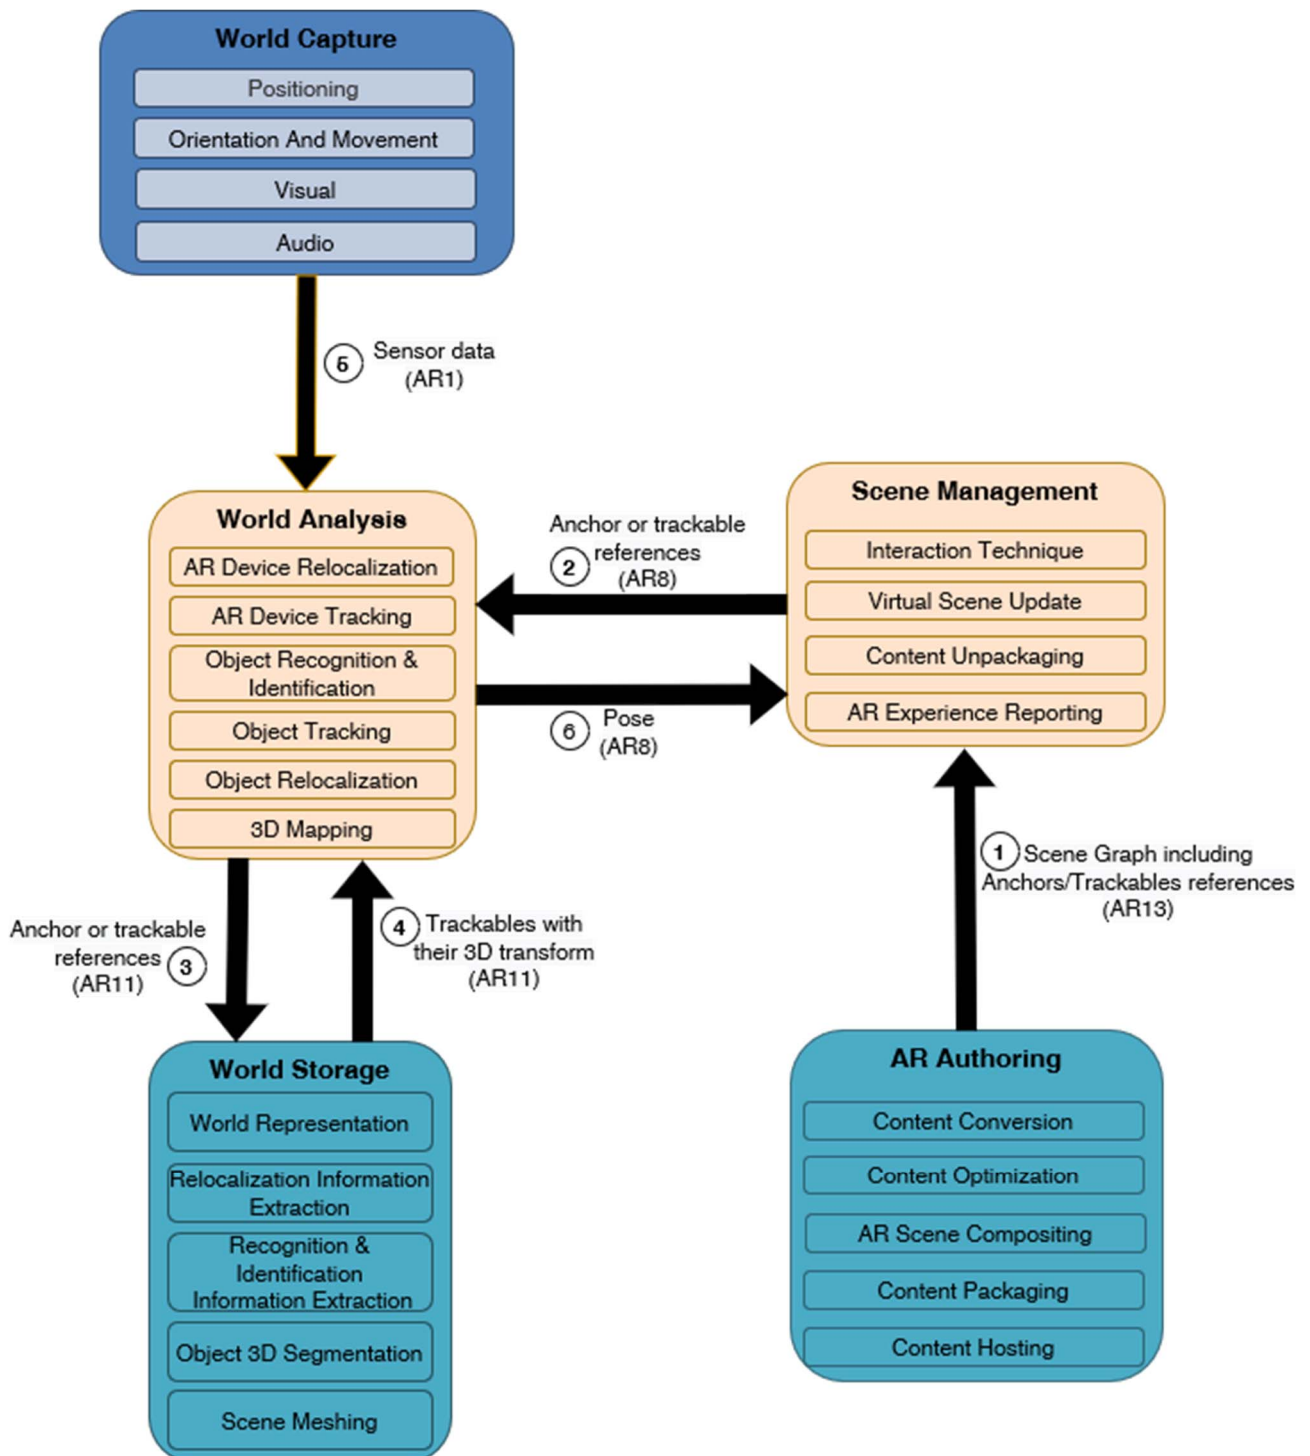 World Capture
Positioning
Orientation And Movement
Visual
Audio
5 Sensor data
(AR1)
World Analysis
AR Device Relocalization
AR Device Tracking
Object Recognition &
Identification
Object Tracking
Object Relocalization
3D Mapping
Anchor or trackable
2 references
(AR8)
6 Pose
(AR8)
Scene Management
Interaction Technique
Virtual Scene Update
Content Unpackaging
AR Experience Reporting
1 Scene Graph including
Anchors/Trackables references
(AR13)
Anchor or trackable
references 3
(AR11)
4 Trackables with
their 3D transform
(AR11)
World Storage
World Representation
Relocalization Information
Extraction
Recognition &
Identification
Information Extraction
Object 3D Segmentation
Scene Meshing
AR Authoring
Content Conversion
Content Optimization
AR Scene Compositing
Content Packaging
Content Hosting